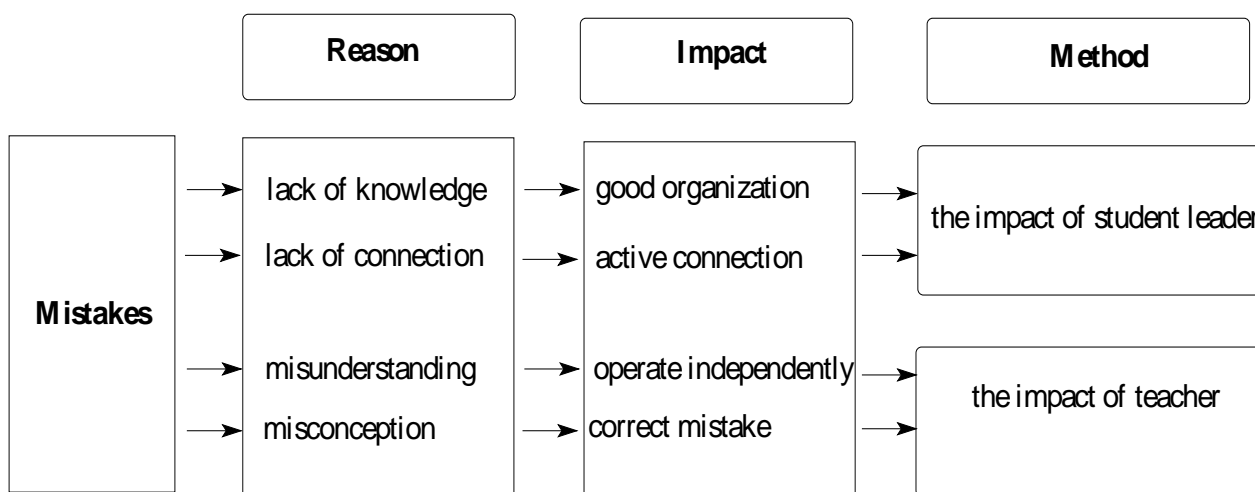 Reason
Impact
Method
Mistakes
lack of knowledge
lack of connection
misunderstanding
misconception
good organization
active connection
operate independently
correct mistake
the impact of student leader
the impact of teacher